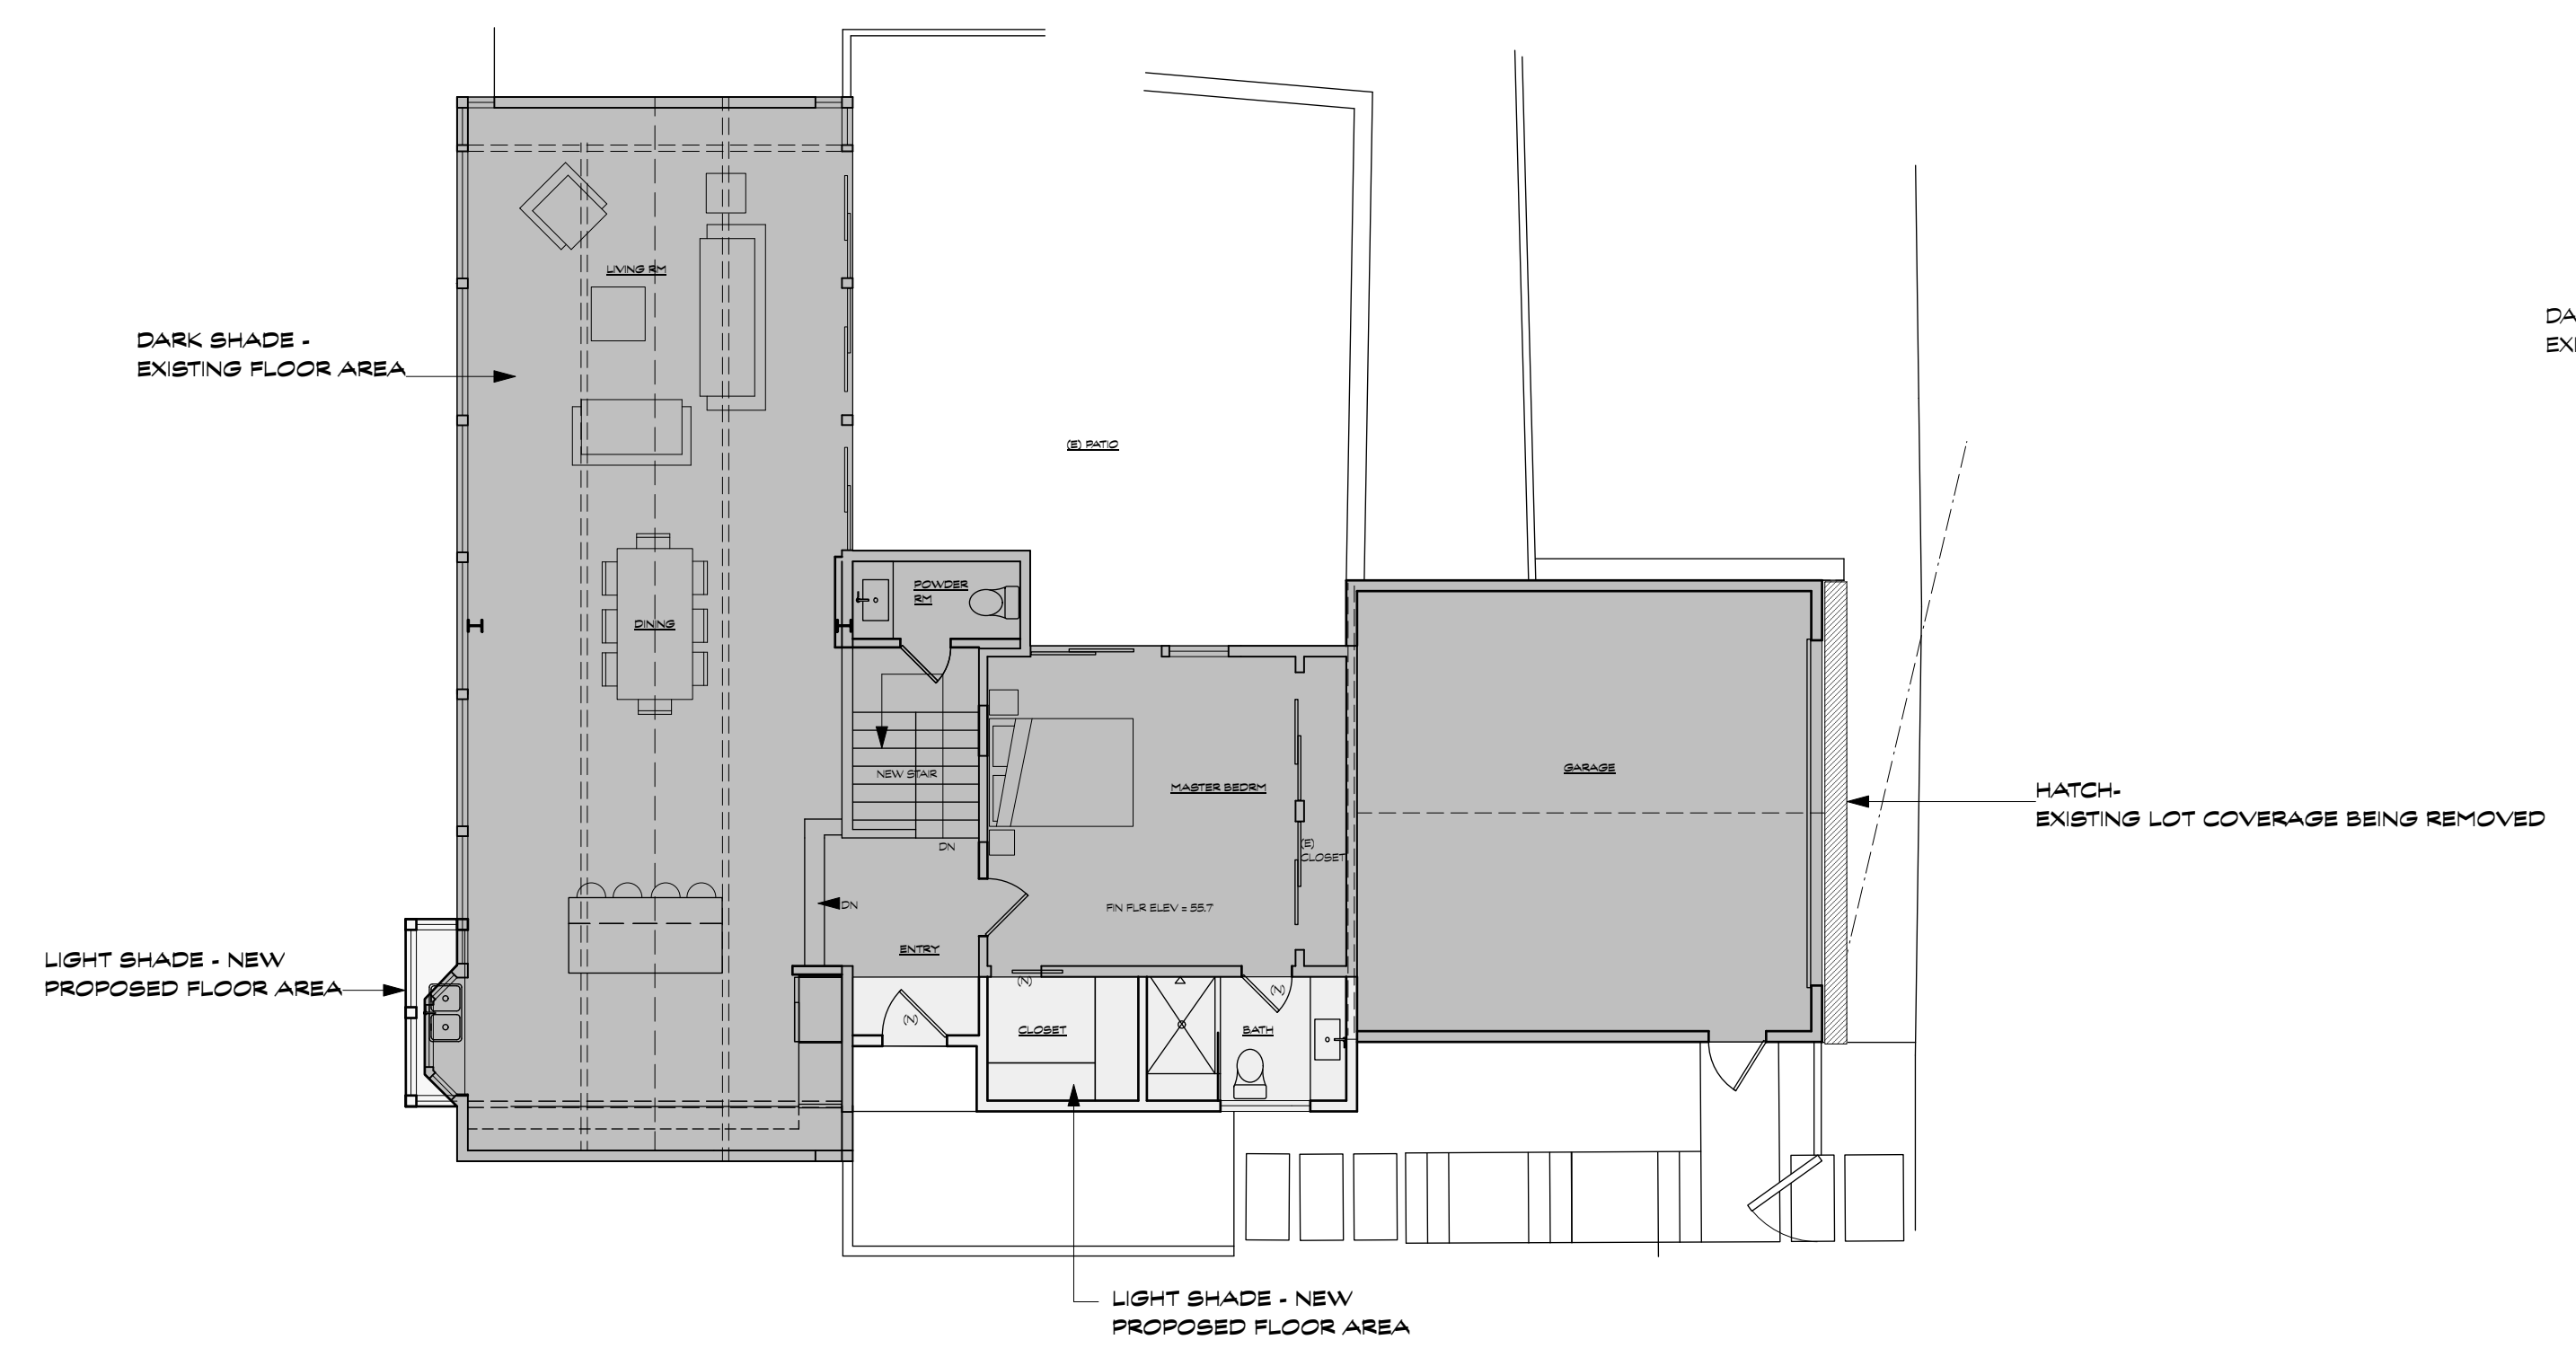 LIVING RM
DARK SHADE -
EXISTING FLOOR AREA
(E) PATIO
POWDER
RM
DINING
NEW STAIR
MASTER BEDRM
GARAGE
HATCH-
EXISTING LOT COVERAGE BEING REMOVED
DN
(E)
CLOSET
DN
FIN FLR ELEV = 55.7
ENTRY
LIGHT SHADE - NEW
PROPOSED FLOOR AREA
(N)
(N)
(N)
CLOSET
BATH
LIGHT SHADE - NEW
PROPOSED FLOOR AREA